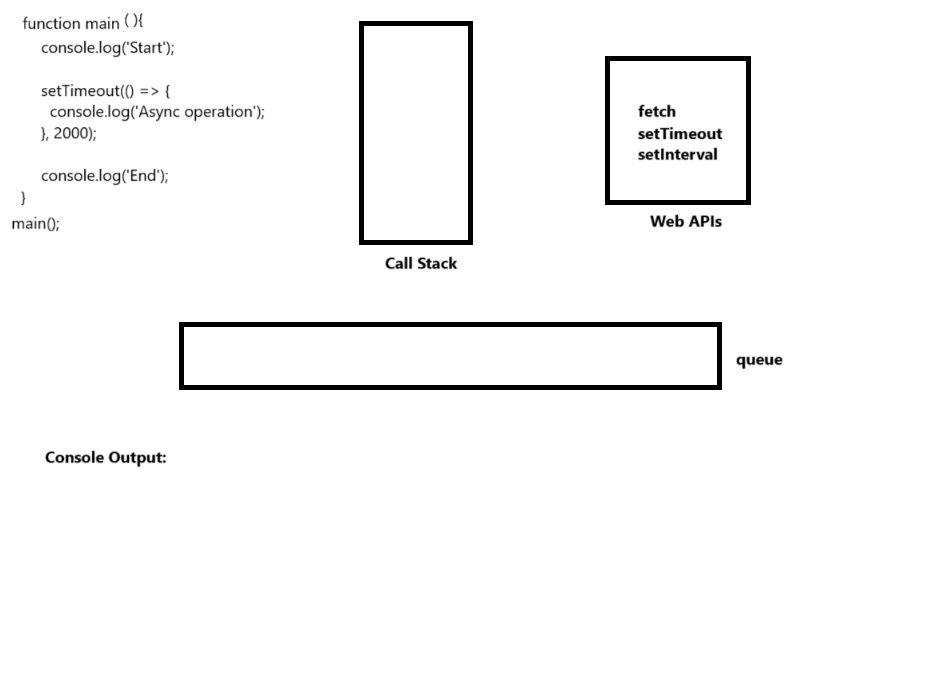 function main ( ){
console.log('Start');
setTimeout(() => {
console.log('Async operation');
}, 2000);
console.log('End');
}
main();
Call Stack
fetch
setTimeout
setInterval
Web APIs
queue
Console Output: